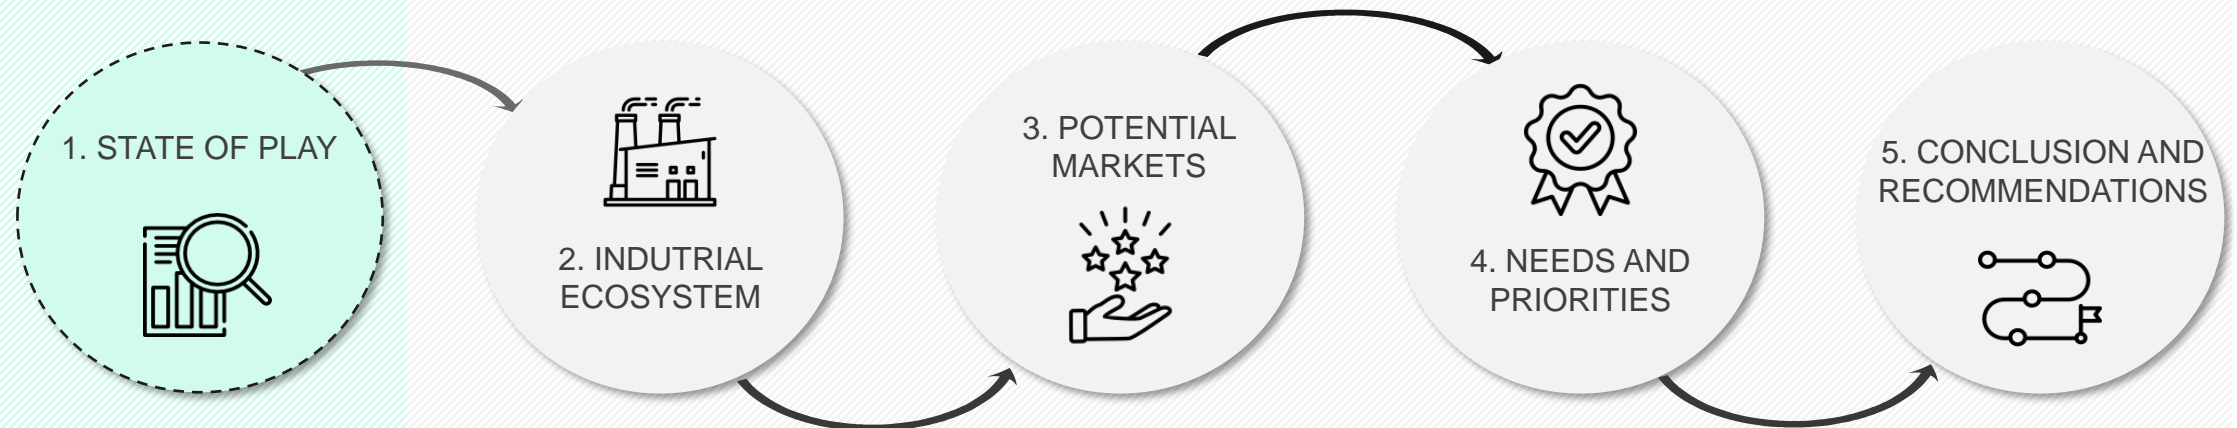 1. STATE OF PLAY
2. INDUTRIAL
ECOSYSTEM
3. POTENTIAL
MARKETS
4. NEEDS AND
PRIORITIES
5. CONCLUSION AND
RECOMMENDATIONS